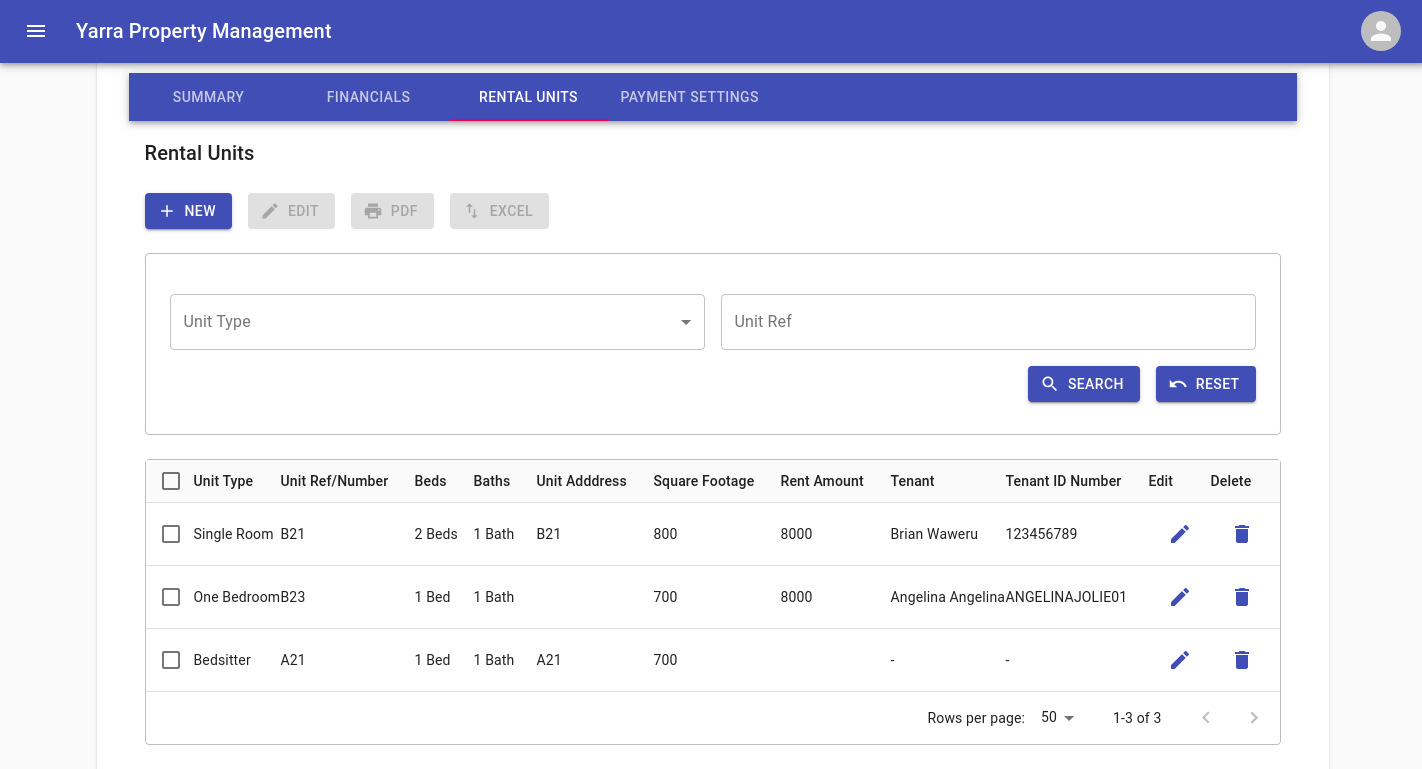 Yarra Property Management
SUMMARY FINANCIALS RENTAL UNITS PAYMENT SETTINGS
Rental Units
NEW EDIT PDF EXCEL
Unit Type Unit Ref
SEARCH RESET
Unit Type Unit Ref/Number Beds Baths Unit Adddress Square Footage Rent Amount Tenant Tenant ID Number Edit Delete
Single Room B21 2 Beds 1 Bath B21 800 8000 Brian Waweru 123456789
One Bedroom B23 1 Bed 1 Bath 700 8000 Angelina Angelina ANGELINAJOLIE01
Bedsitter A21 1 Bed 1 Bath A21 700 - -
Rows per page: 50 1-3 of 3